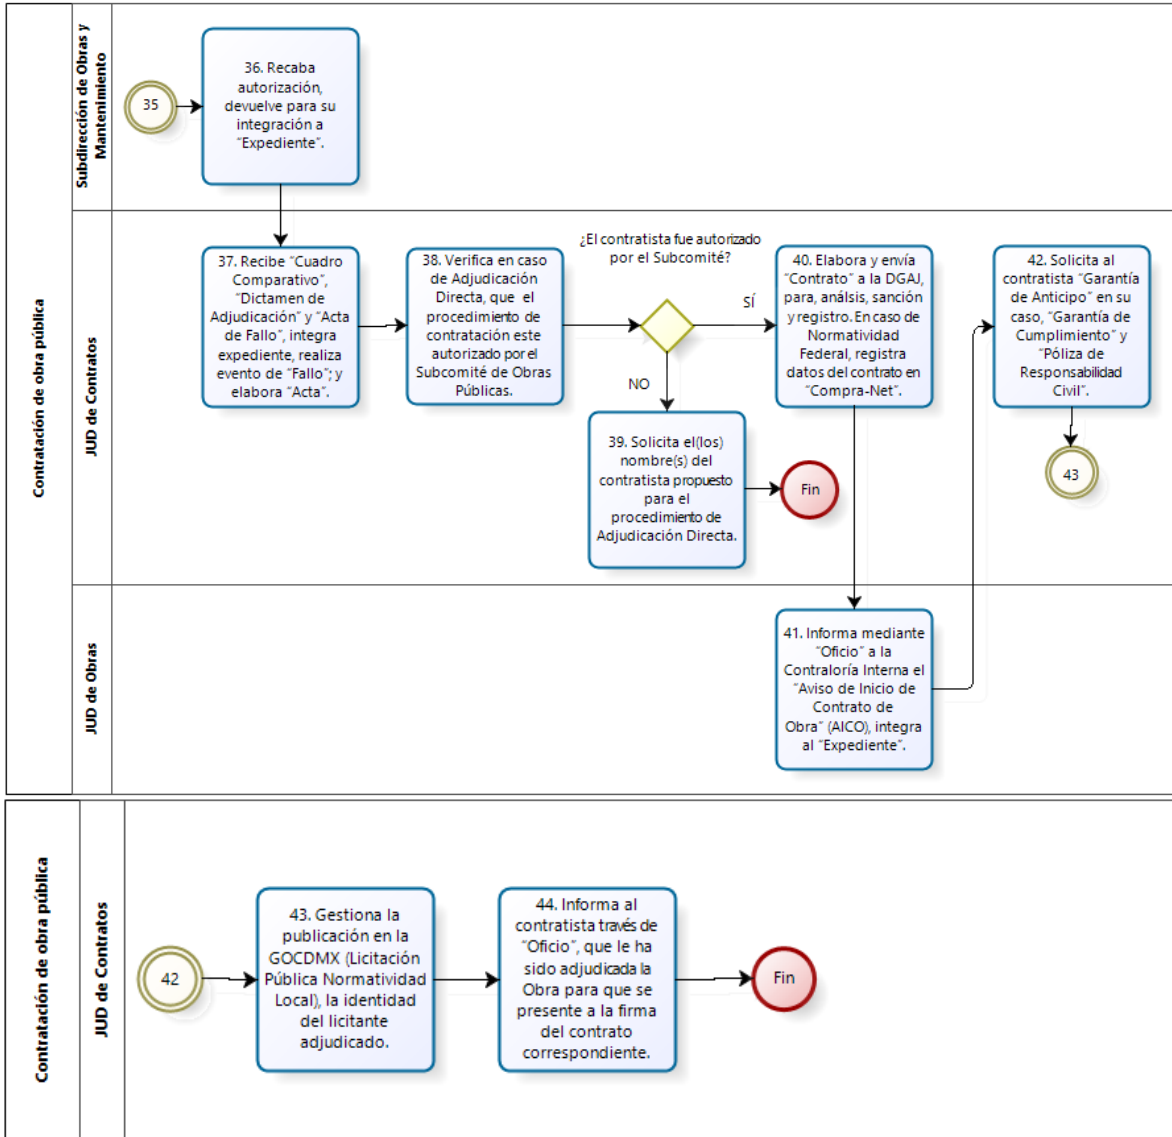 Contratación de obra pública
Subdirección de Obras y
Mantenimiento
35
36. Recaba
autorización,
devuelve para su
integración a
“Expediente”.
JUD de Contratos
37. Recibe “Cuadro
Comparativo”,
“Dictamen de
Adjudicación” y “Acta
de Fallo”, integra
expediente, realiza
evento de “Fallo”; y
elabora “Acta”.
38. Verifica en caso
de Adjudicación
Directa, que el
procedimiento de
contratación este
autorizado por el
Subcomité de Obras
Públicas.
¿El contratista fue autorizado
por el Subcomité?
SÍ
NO
39. Solicita el(los)
nombre(s) del
contratista propuesto
para el
procedimiento de
Adjudicación Directa.
Fin
40. Elabora y envía
“Contrato” a la DGAJ,
para, análsis, sanción
y registro. En caso de
Normatividad
Federal, registra
datos del contrato en
“Compra-Net”.
42. Solicita al
contratista “Garantía
de Anticipo” en su
caso, “Garantía de
Cumplimiento” y
“Póliza de
Responsabilidad
Civil”.
43
JUD de Obras
41. Informa mediante
“Oficio” a la
Contraloría Interna el
“Aviso de Inicio de
Contrato de
Obra” (AICO), integra
al “Expediente”.
Contratación de obra pública
JUD de Contratos
42
43. Gestiona la
publicación en la
GOCDMX (Licitación
Pública Normatividad
Local), la identidad
del licitante
adjudicado.
44. Informa al
contratista través de
“Oficio”, que le ha
sido adjudicada la
Obra para que se
presente a la firma
del contrato
correspondiente.
Fin